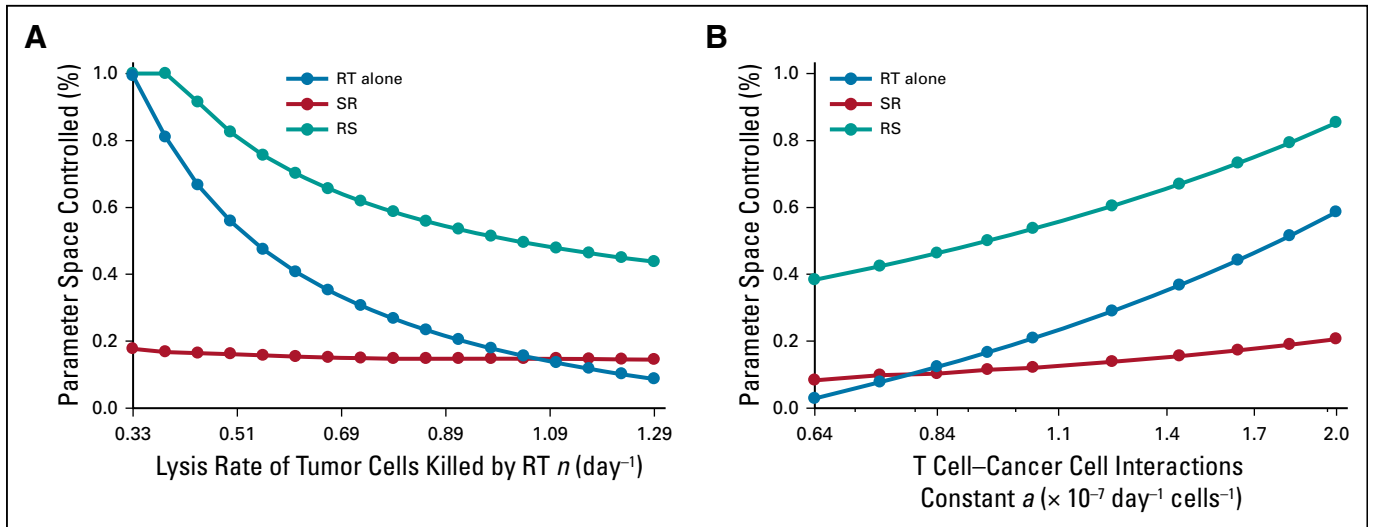 A
Parameter Space Controlled (%)
1.0
0.8
0.6
0.4
0.2
0.0
RT alone
SR
RS
0.33 0.51 0.69 0.89 1.09 1.29
Lysis Rate of Tumor Cells Killed by RT n (day–1)
B
Parameter Space Controlled (%)
1.0
0.8
0.6
0.4
0.2
0.0
RT alone
SR
RS
0.64 0.84 1.1 1.4 1.7 2.0
T Cell–Cancer Cell Interactions
Constant a (× 10–7 day–1 cells–1)